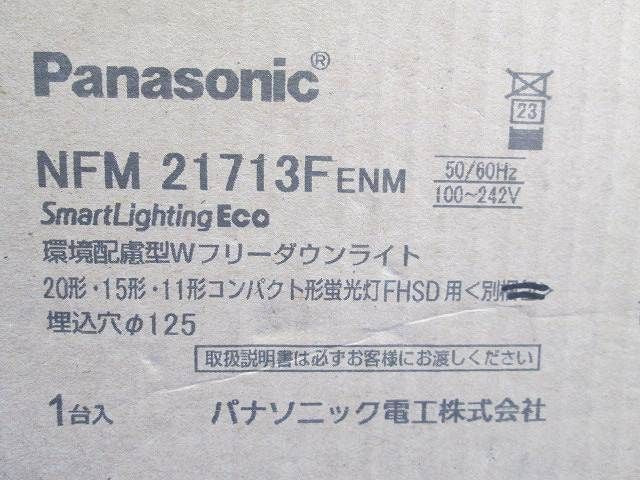 Panasonic®
23
NFM 21713F ENM
50/60Hz
100~242V
SmartLighting Eco
環境配慮型Wフリーダウンライト
20形・15形・11形コンパクト形蛍光灯FHSD用<別
埋込穴φ125
取扱説明書は必ずお客様にお渡しください
1台入
パナソニック電工株式会社